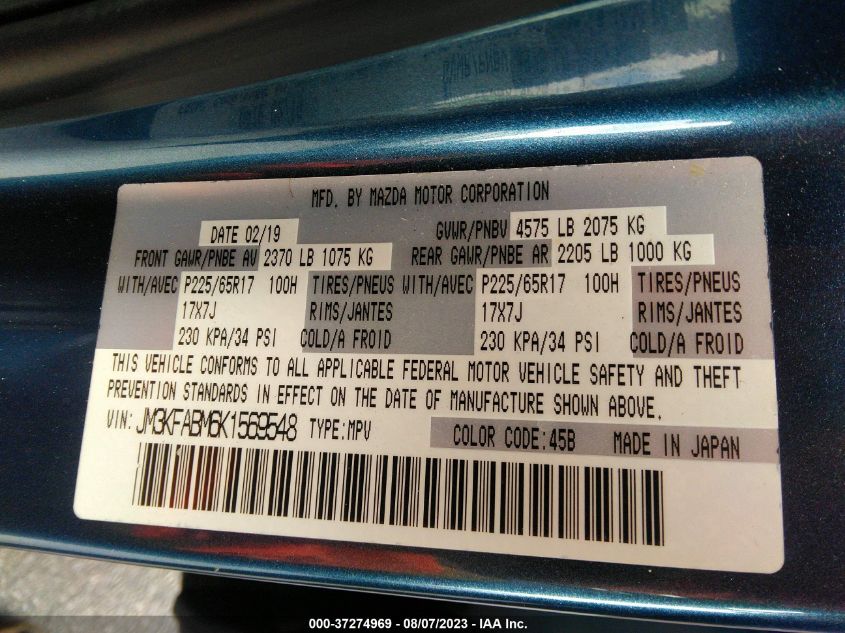 MFD. BY MAZDA MOTOR CORPORATION
DATE 02/19 GVWR/PNBV 4575 LB 2075 KG
FRONT GAWR/PNBE AV 2370 LB 1075 KG REAR GAWR/PNBE AR 2205 LB 1000 KG
WITH/AVEC P225/65R17 100H TIRES/PNEUS WITH/AVEC P225/65R17 100H TIRES/PNEUS
17X7J RIMS/JANTES 17X7J RIMS/JANTES
230 KPA/34 PSI COLD/A FROID 230 KPA/34 PSI COLD/A FROID
THIS VEHICLE CONFORMS TO ALL APPLICABLE FEDERAL MOTOR VEHICLE SAFETY AND THEFT
PREVENTION STANDARDS IN EFFECT ON THE DATE OF MANUFACTURE SHOWN ABOVE.
VIN: JM3KFABM6K1569548 TYPE:MPV COLOR CODE:45B MADE IN JAPAN
000-37274969 - 08/07/2023 - IAA Inc.